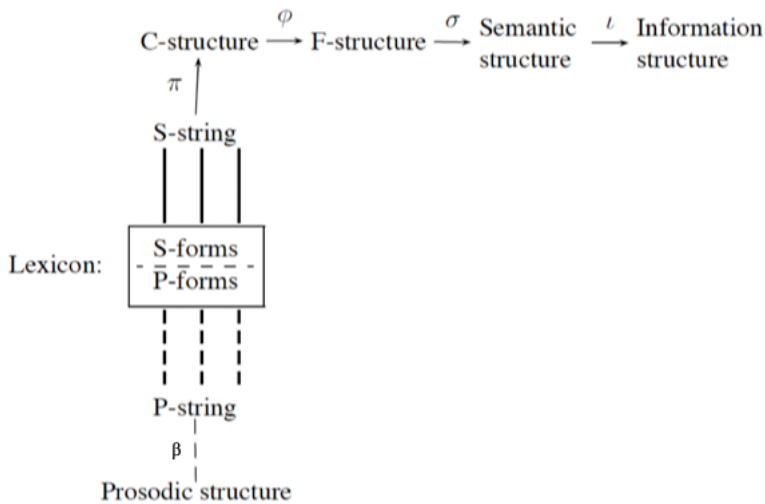 φ σ ι
C-structure F-structure Semantic structure Information structure
π
S-string
Lexicon:
S-forms
P-forms
P-string
β
Prosodic structure